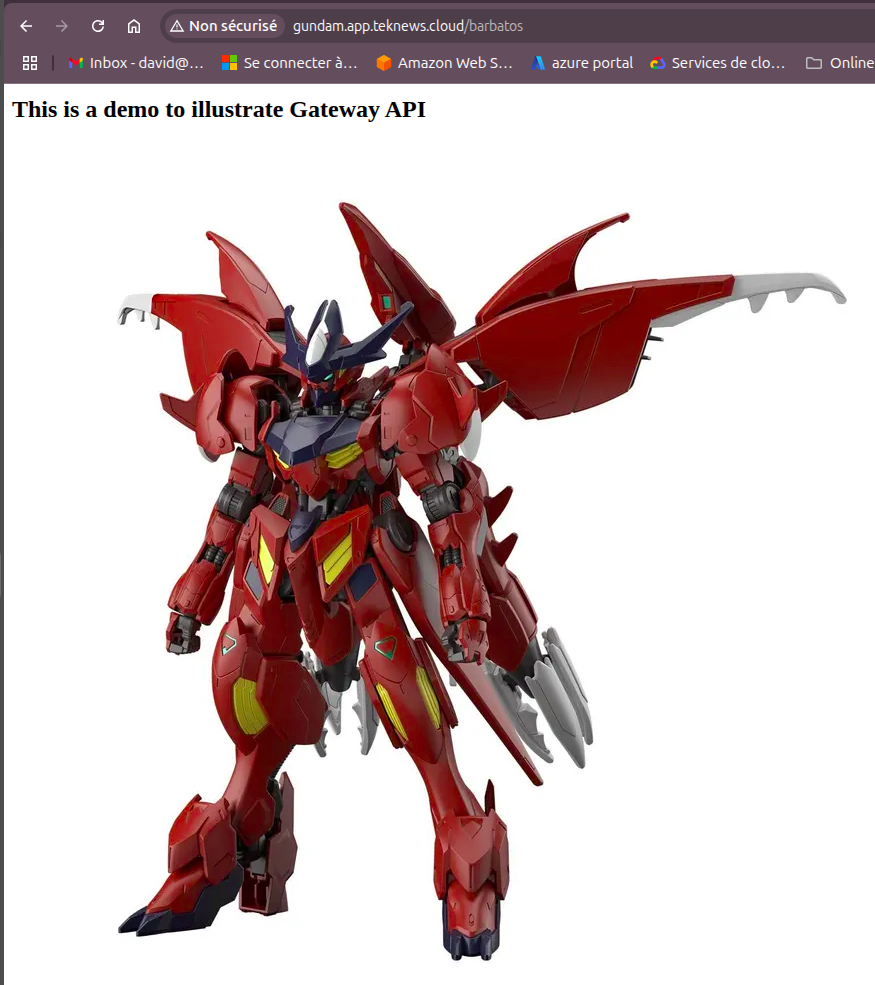 Non sécurisé gundam.app.teknews.cloud/barbatos
Inbox - david@... Se connecter à... Amazon Web S... azure portal Services de clo... Online
This is a demo to illustrate Gateway API